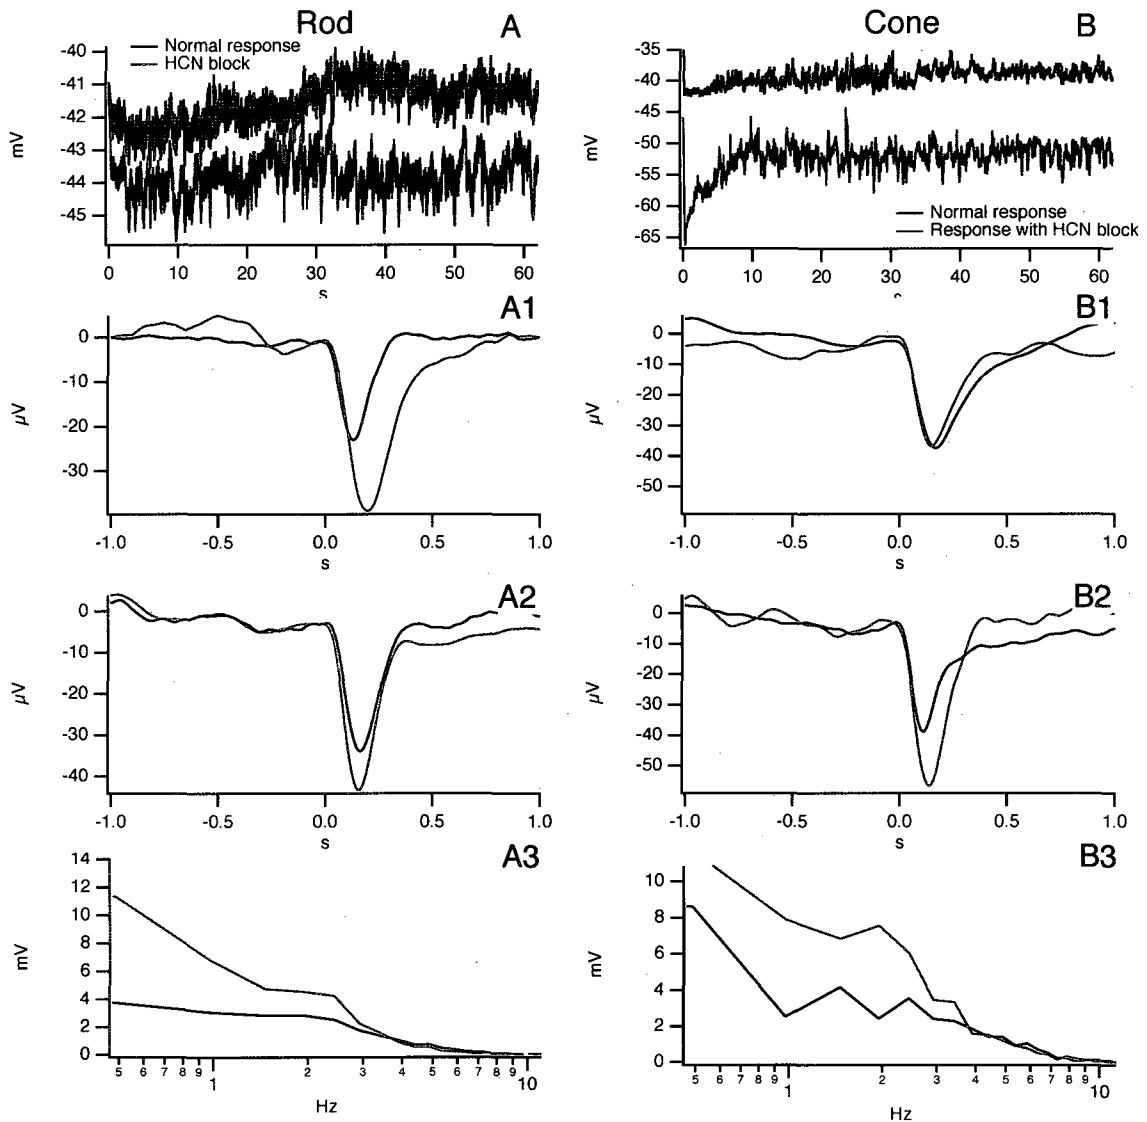 Rod A
Normal response
HCN block
-40
-41
-42
-43
-44
-45
mV
0 10 20 30 40 50 60
s
Cone B
-35
-40
-45
-50
-55
-60
-65
mV
Normal response
Response with HCN block
0 10 20 30 40 50 60
A1
0
-10
-20
-30
µV
-1.0 -0.5 0.0 0.5 1.0
s
B1
0
-10
-20
-30
-40
-50
µV
-1.0 -0.5 0.0 0.5 1.0
s
A2
0
-10
-20
-30
-40
µV
-1.0 -0.5 0.0 0.5 1.0
s
B2
0
-10
-20
-30
-40
-50
µV
-1.0 -0.5 0.0 0.5 1.0
s
A3
14
12
10
8
6
4
2
0
mV
5 6 7 8 9 1 2 3 4 5 6 7 8 9 10
Hz
B3
10
8
6
4
2
0
mV
5 6 7 8 9 1 2 3 4 5 6 7 8 9 10
Hz